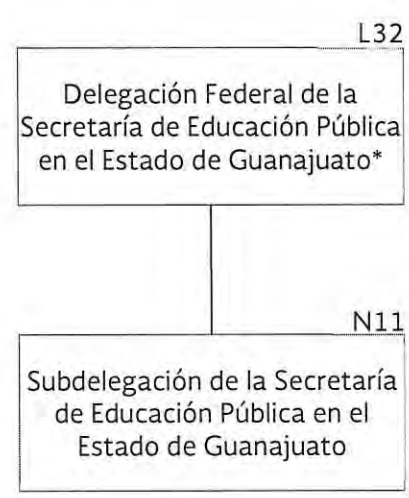 L32
Delegación Federal de la
Secretaría de Educación Pública
en el Estado de Guanajuato*
N11
Subdelegación de la Secretaría
de Educación Pública en el
Estado de Guanajuato